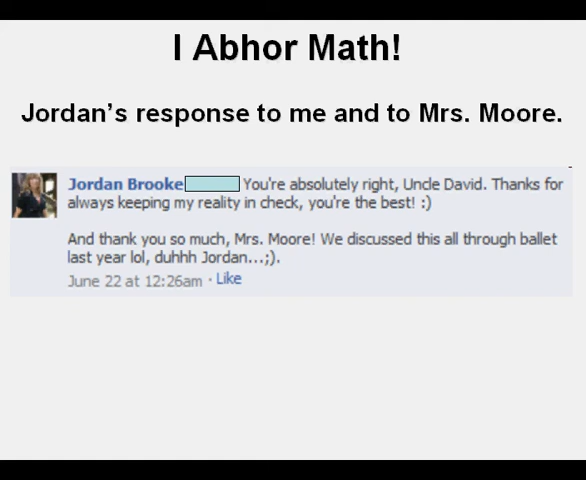 I Abhor Math!
Jordan's response to me and to Mrs. Moore.
Jordan Brooke You're absolutely right, Uncle David. Thanks for
always keeping my reality in check, you're the best! :)
And thank you so much, Mrs. Moore! We discussed this all through ballet
last year lol, duhhh Jordan...;).
June 22 at 12:26am · Like